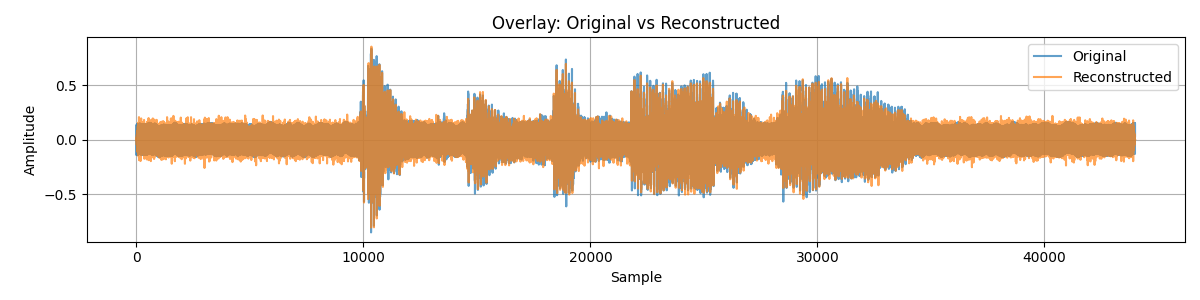 Overlay: Original vs Reconstructed
Original
Reconstructed
Amplitude
0.5
0.0
−0.5
0
10000
20000
30000
40000
Sample